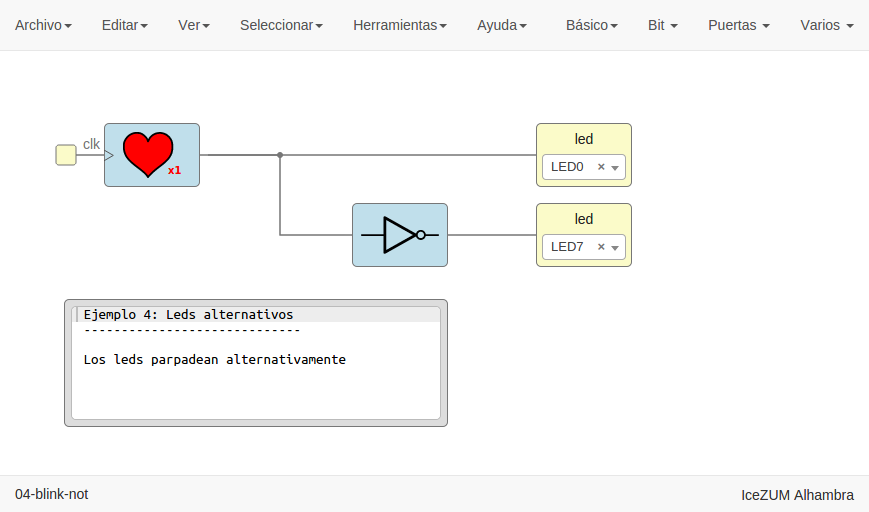 Archivo Editar Ver Seleccionar Herramientas Ayuda Básico Bit Puertas Varios
clk
x1
led
LED0 ×
led
LED7 ×
Ejemplo 4: Leds alternativos
-----------------------------
Los leds parpadean alternativamente
04-blink-not
IceZUM Alhambra